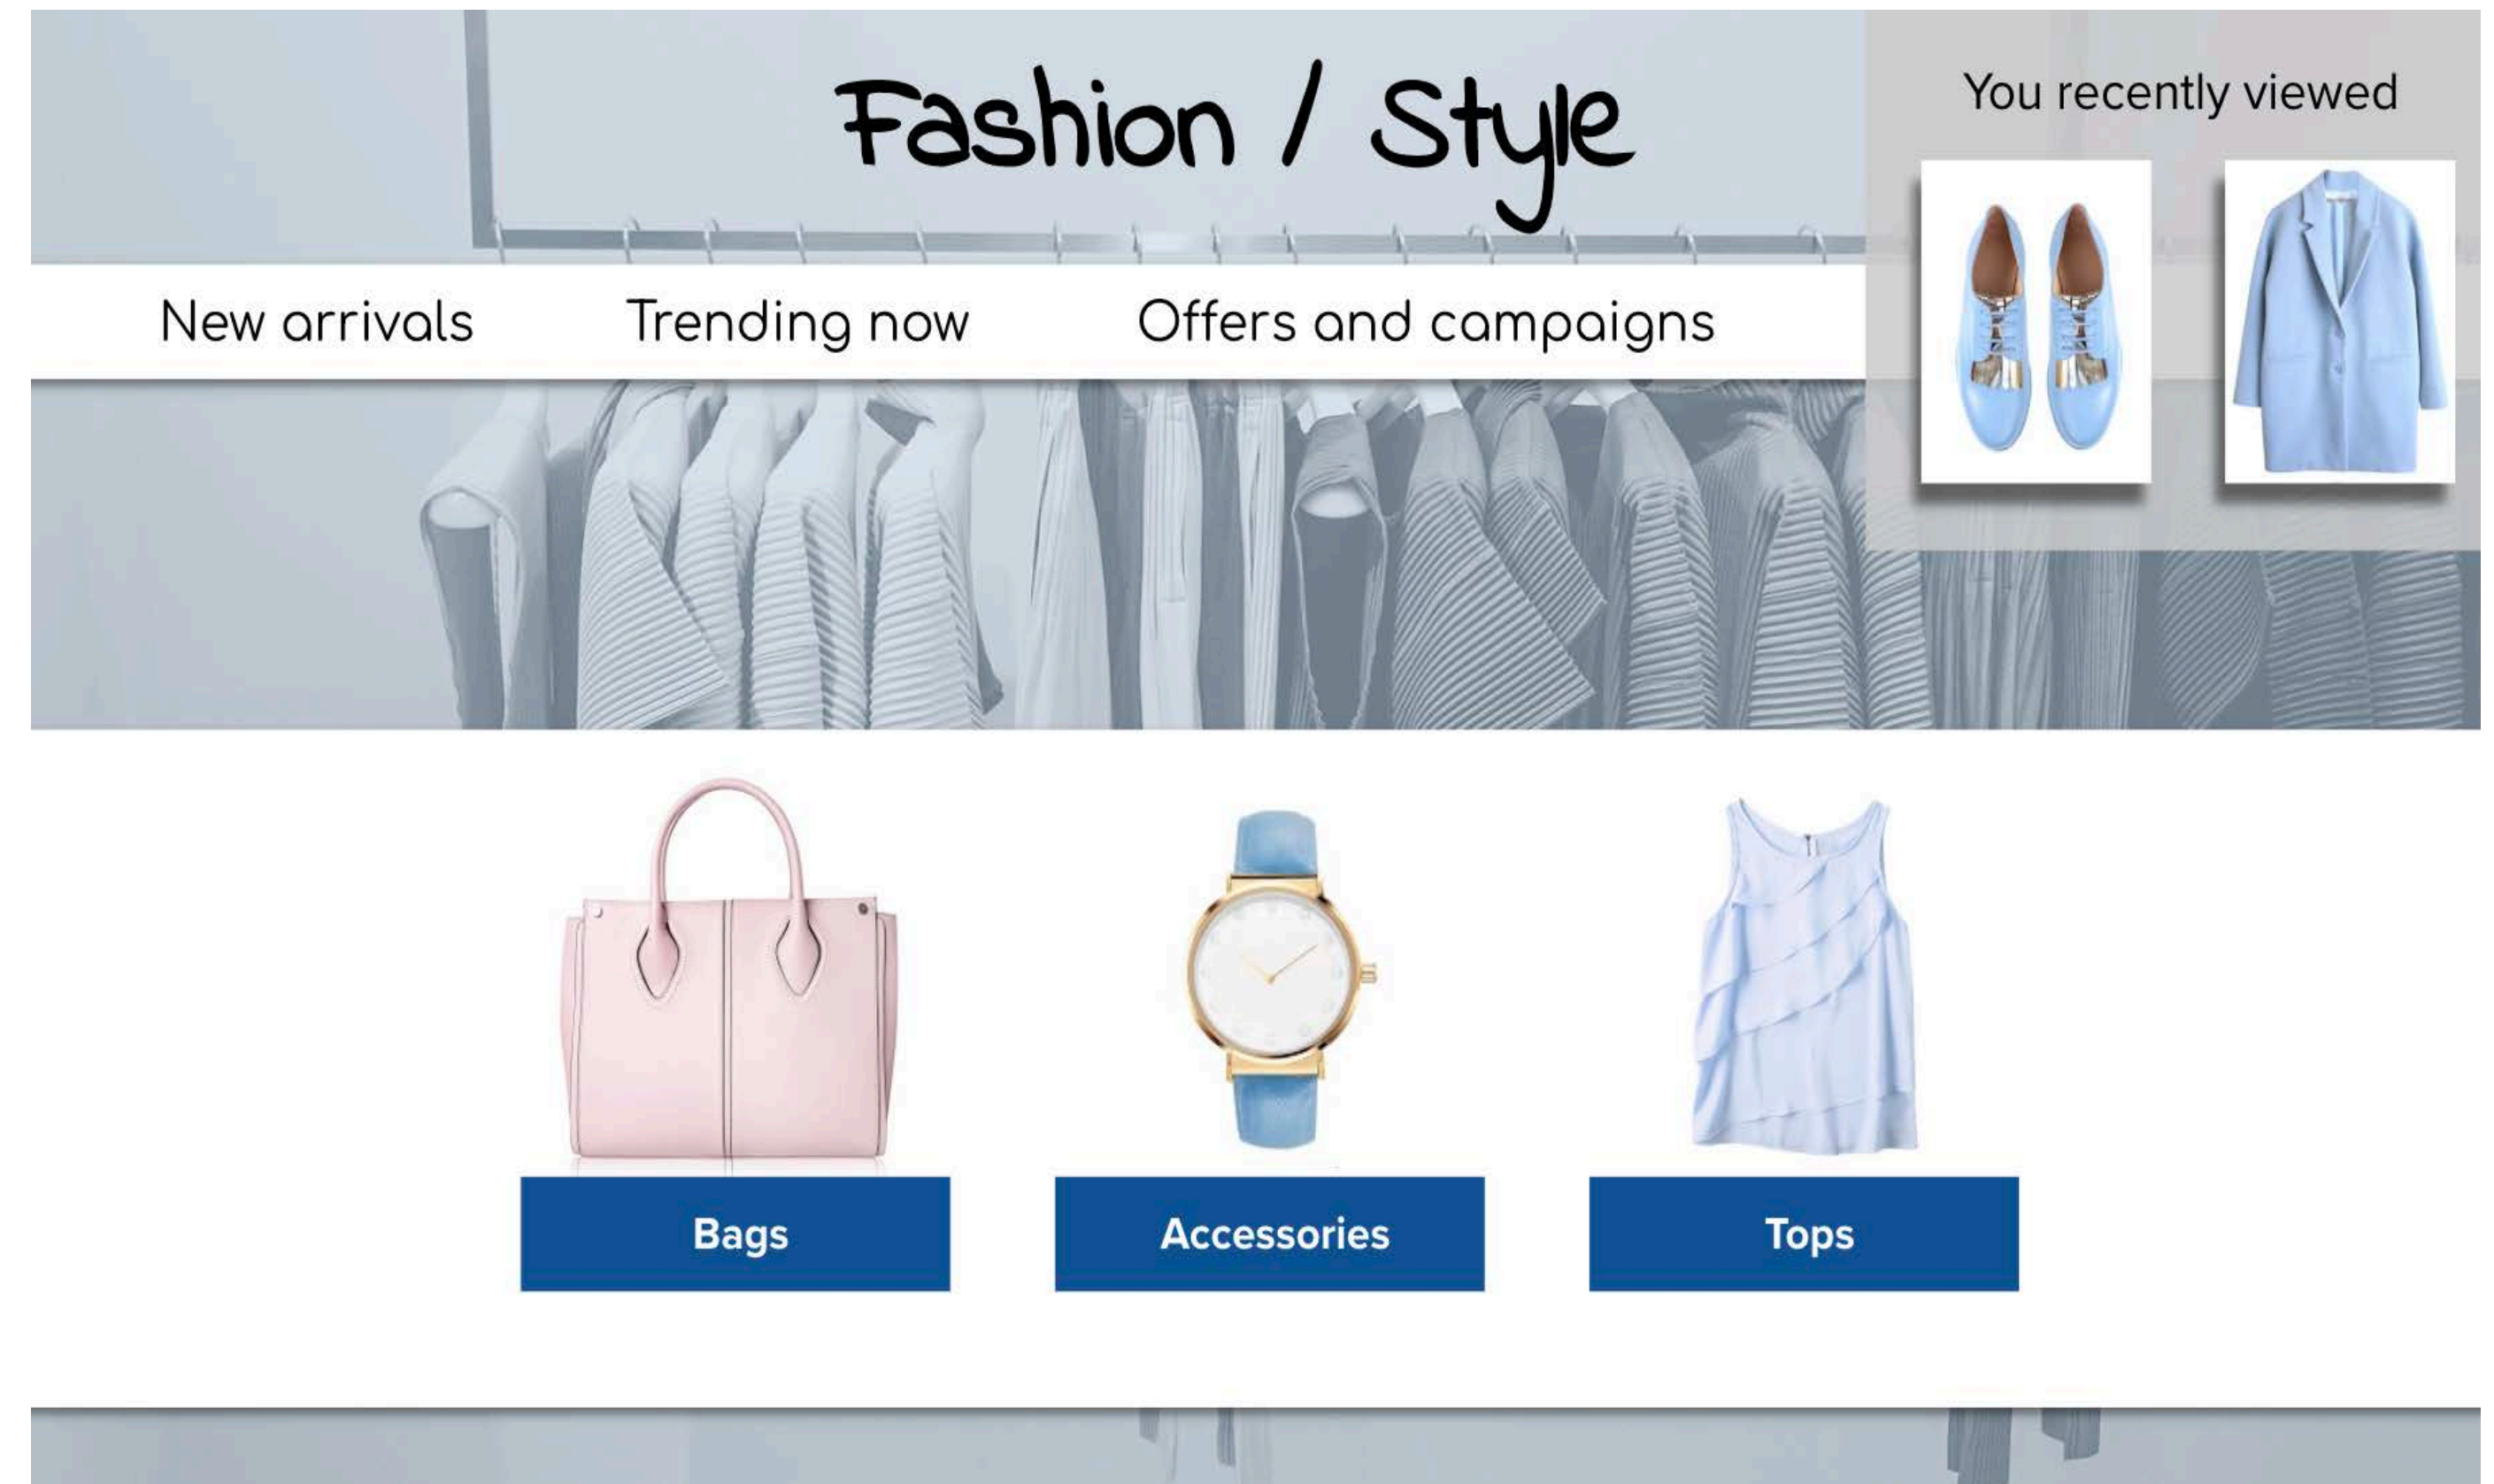 Fashion / Style
You recently viewed
New arrivals
Trending now
Offers and campaigns
Bags
Accessories
Tops